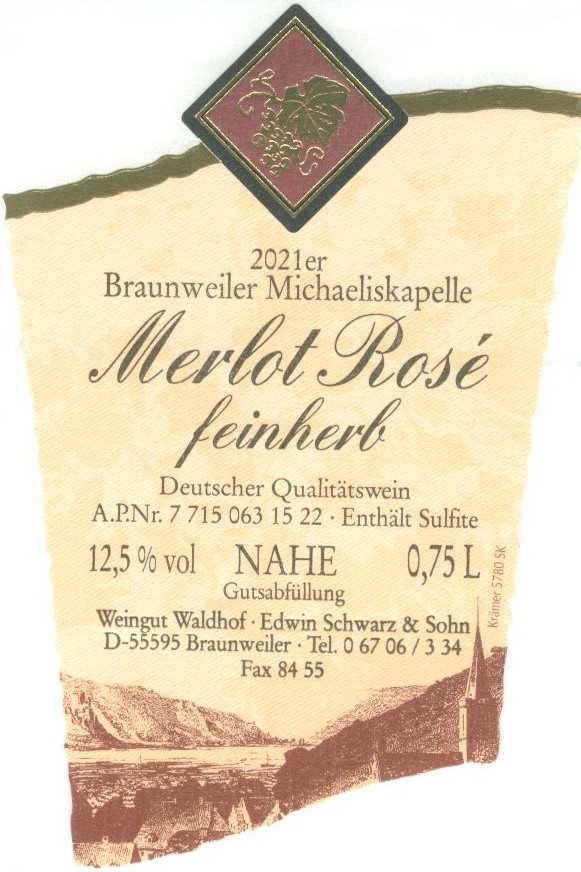 2021er
Braunweiler Michaeliskapelle
Merlot Rosé
feinherb
Deutscher Qualitätswein
A.P.Nr. 7 715 063 15 22 · Enthält Sulfite
12,5 % vol NAHE 0,75 L
Gutsabfüllung
Weingut Waldhof · Edwin Schwarz & Sohn
D-55595 Braunweiler · Tel. 0 67 06 / 3 34
Fax 84 55
Krämer 5780 SK